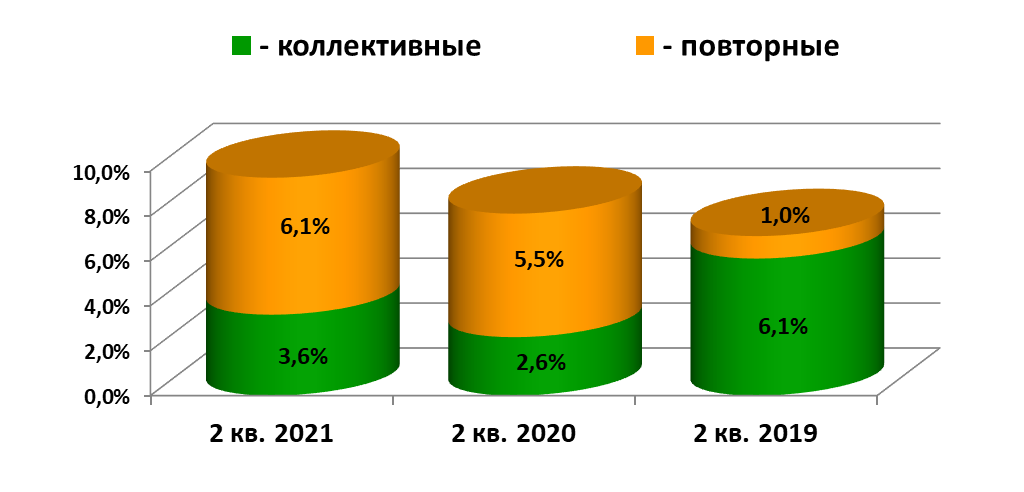 - коллективные
- повторные
10,0%
8,0%
6,0%
4,0%
2,0%
0,0%
6,1%
5,5%
1,0%
3,6%
2,6%
6,1%
2 кв. 2021
2 кв. 2020
2 кв. 2019